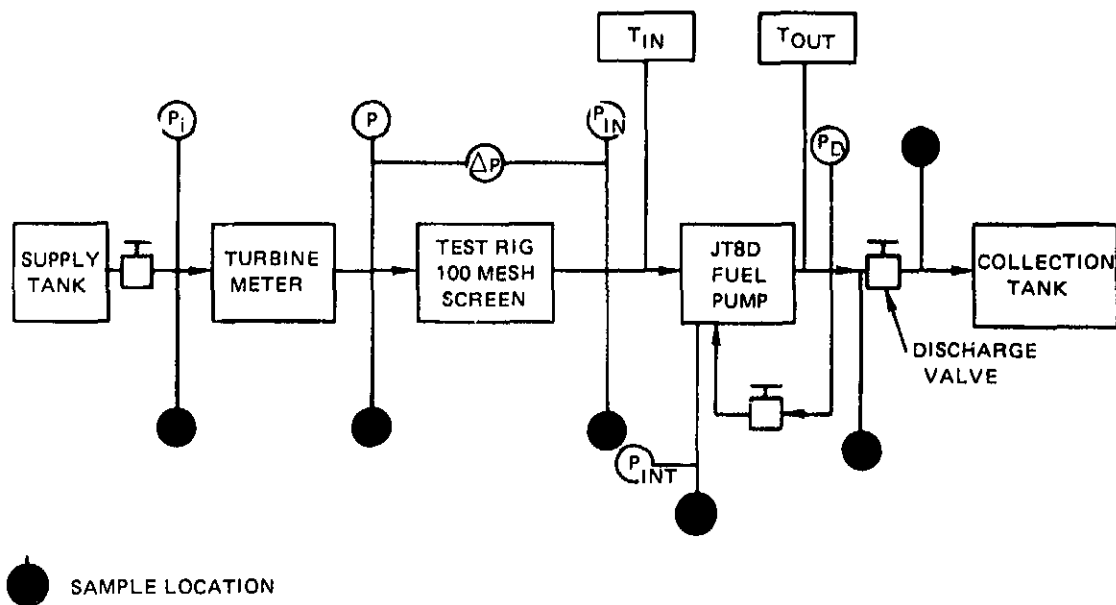 T_IN
T_OUT
P_i
P
P_IN
ΔP
P_D
SUPPLY
TANK
TURBINE
METER
TEST RIG
100 MESH
SCREEN
JT8D
FUEL
PUMP
COLLECTION
TANK
DISCHARGE
VALVE
P_INT
SAMPLE LOCATION